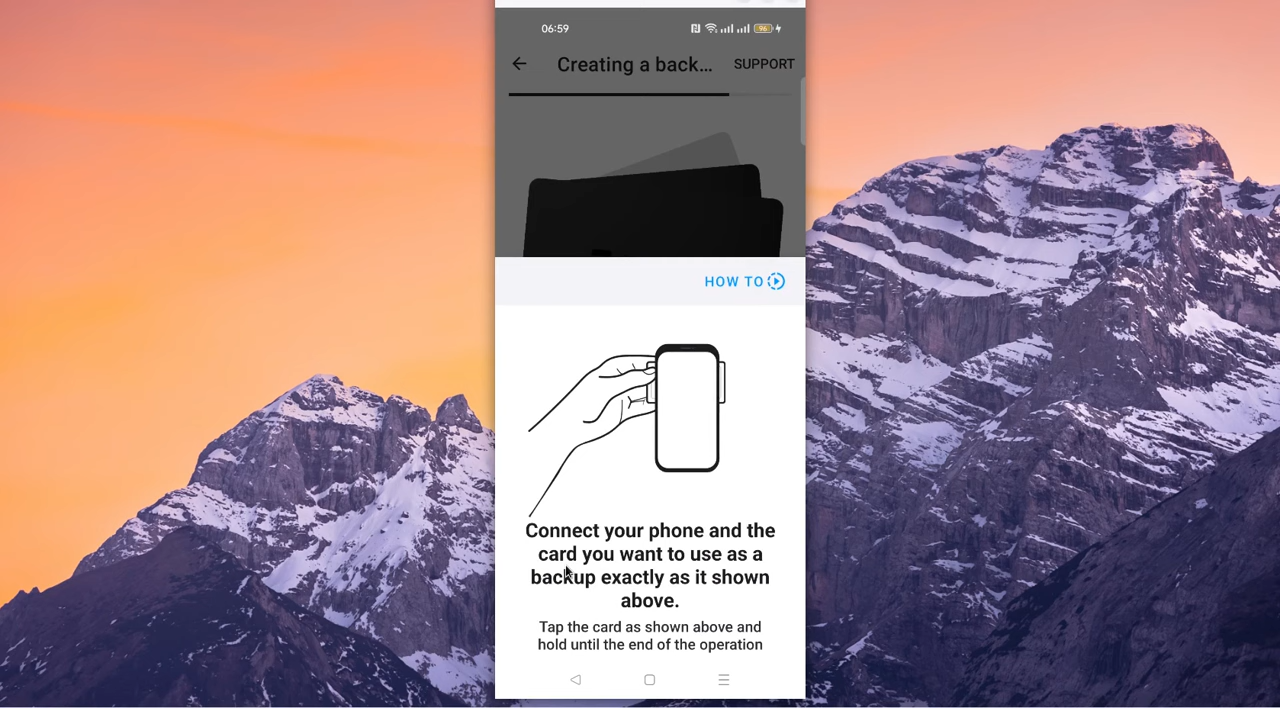 06:59
96
Creating a back...
SUPPORT
HOW TO
Connect your phone and the
card you want to use as a
backup exactly as it shown
above.
Tap the card as shown above and
hold until the end of the operation